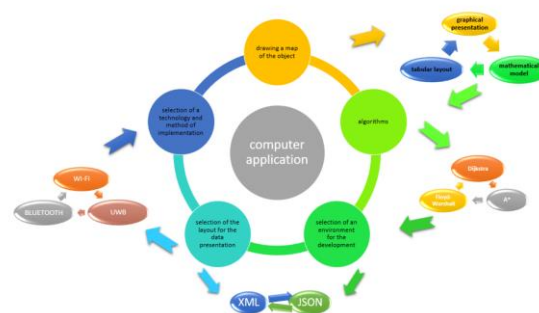 drawing a map of the object
graphical
presentation
tabular layout
mathematical
model
selection of a
technology and
method of
implementation
algorithms
computer
application
Dijkstra
A*
WI-FI
BLUETOOTH
UWB
selection of the
layout for the
data
presentation
selection of an
environment for
the development
XML
JSON